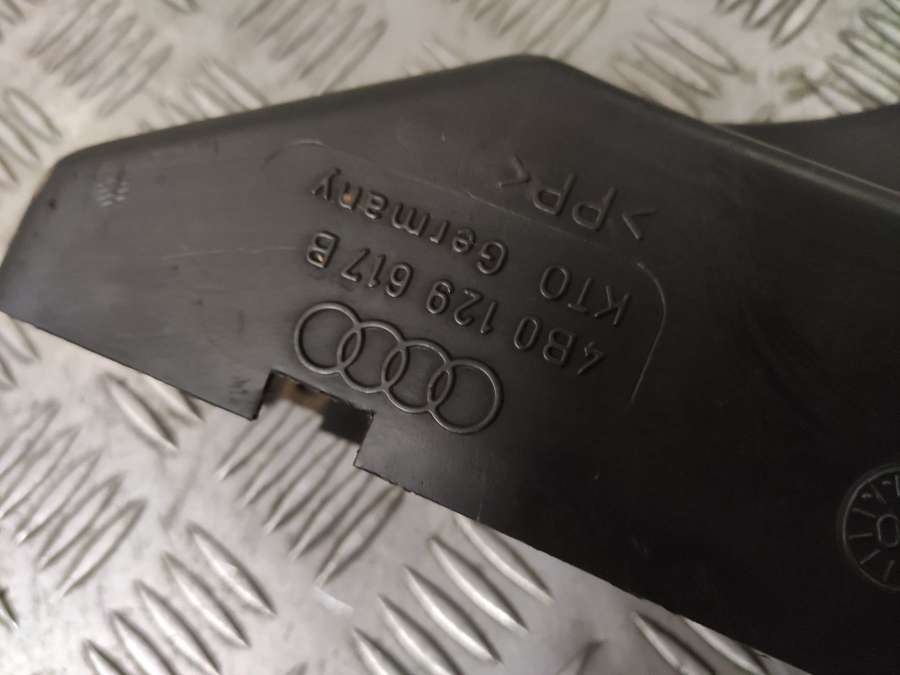 4B0 129 617 B
KTO Germany
>PP<